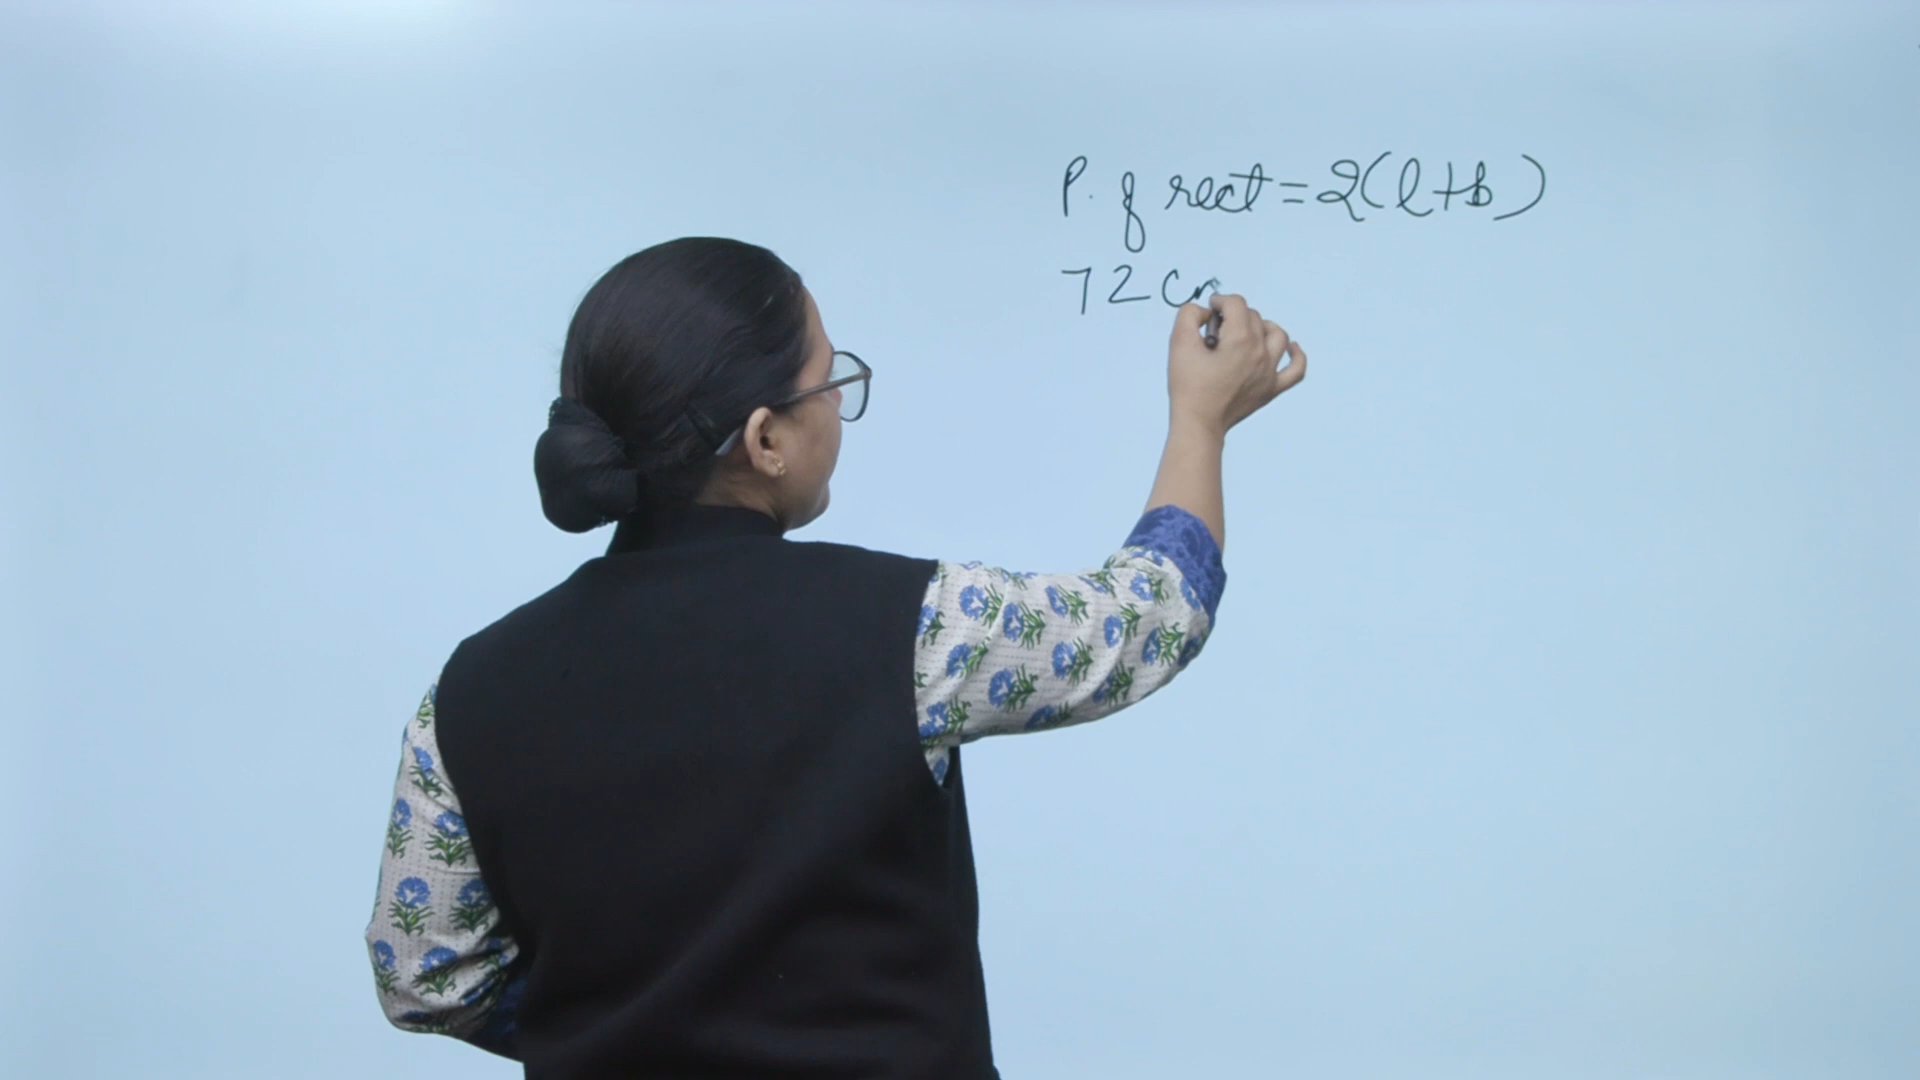 P. of rect = 2(l+b)
72 cm